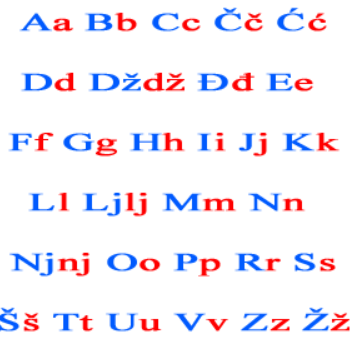 Aa Bb Cc Čč Ćć
Dd Dždž Đđ Ee
Ff Gg Hh Ii Jj Kk
Ll Ljlj Mm Nn
Njnj Oo Pp Rr Ss
Šš Tt Uu Vv Zz Žž